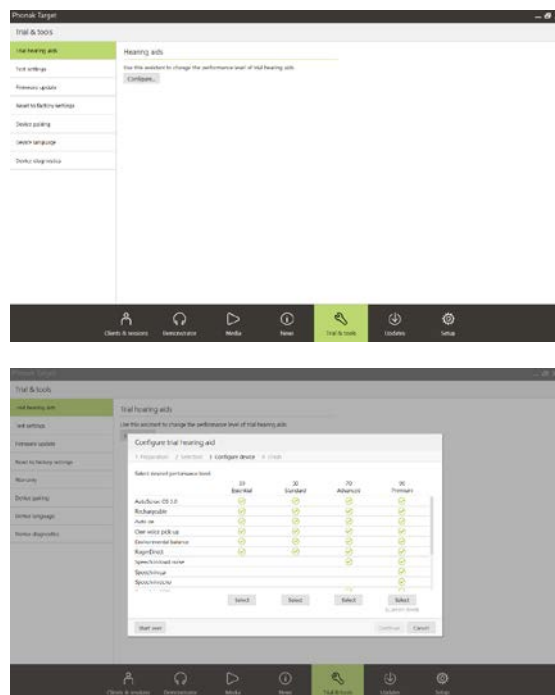 Phonak Target
Trial & tools
Trial hearing aids
Hearing aids
Test settings
Use this assistant to change the performance level of trial hearing aids
Configure...
Firmware update
Reset to factory settings
Device pairing
Device language
Device diagnostics
Clients & sessions
Demonstrator
Media
News
Trial & tools
Updates
Setup
Phonak Target
Trial & tools
Trial hearing aids
Trial hearing aids
Test settings
Use this assistant to change the performance level of trial hearing aids
Configure trial hearing aid
Firmware update
1 Preparation 2 Selection 3 Configure device 4 Finish
Reset to factory settings
Select desired performance level
Warranty
Device pairing
Device language
Device diagnostics
30 50 70 90
Essential Standard Advanced Premium
AutoSense OS 3.0
Rechargeable
Auto on
Own voice pick up
Environmental balance
RogerDirect
Speech in loud noise
Select Select Select Select
Start over
Continue Cancel
Clients & sessions
Demonstrator
Media
News
Trial & tools
Updates
Setup